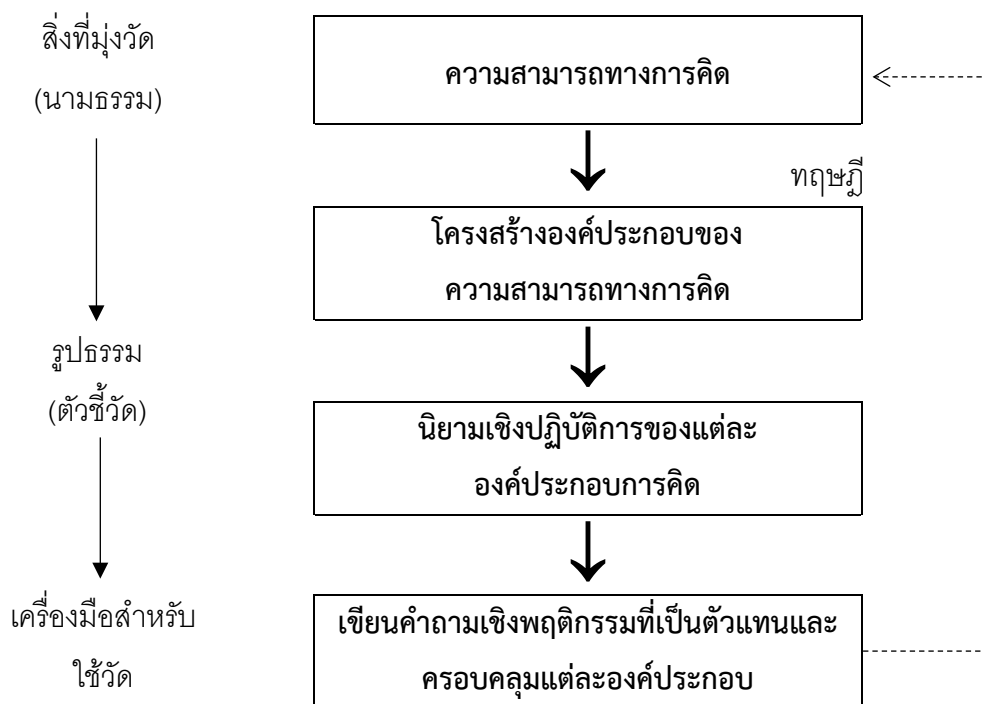 สิ่งที่มุ่งวัด
(นามธรรม)
ความสามารถทางการคิด
ทฤษฎี
โครงสร้างองค์ประกอบของ
ความสามารถทางการคิด
รูปธรรม
(ตัวชี้วัด)
นิยามเชิงปฏิบัติการของแต่ละ
องค์ประกอบการคิด
เครื่องมือสำหรับ
ใช้วัด
เขียนคำถามเชิงพฤติกรรมที่เป็นตัวแทนและ
ครอบคลุมแต่ละองค์ประกอบ